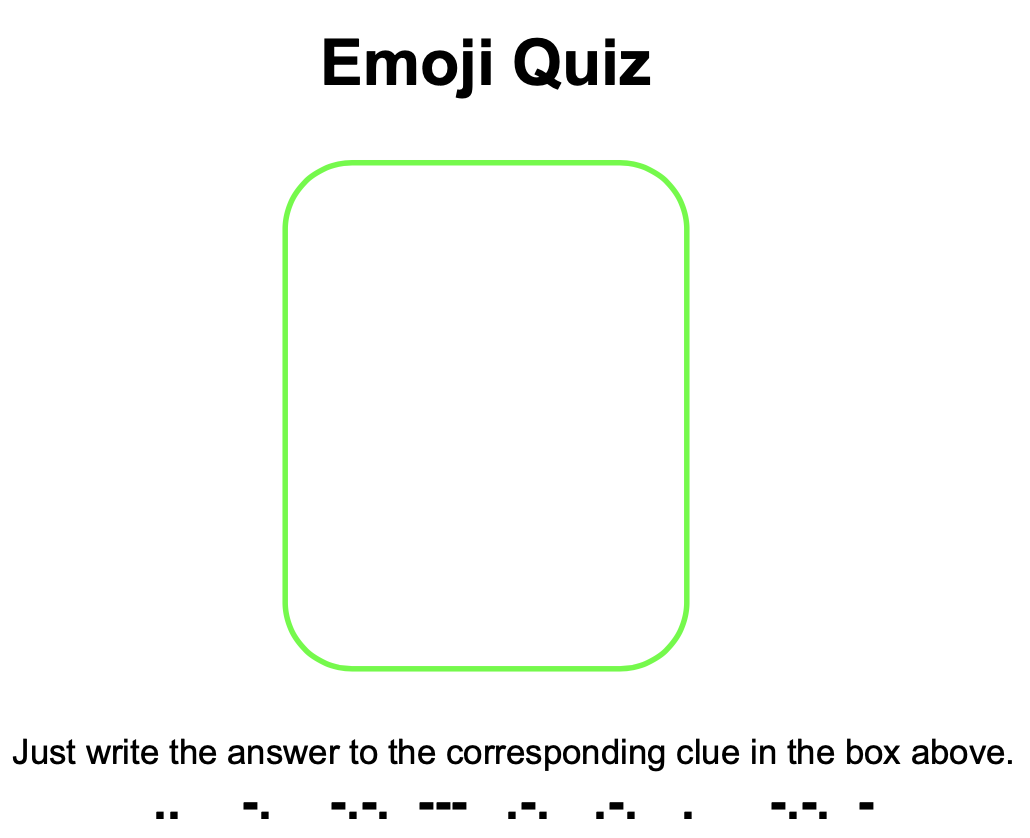 Emoji Quiz
Just write the answer to the corresponding clue in the box above.